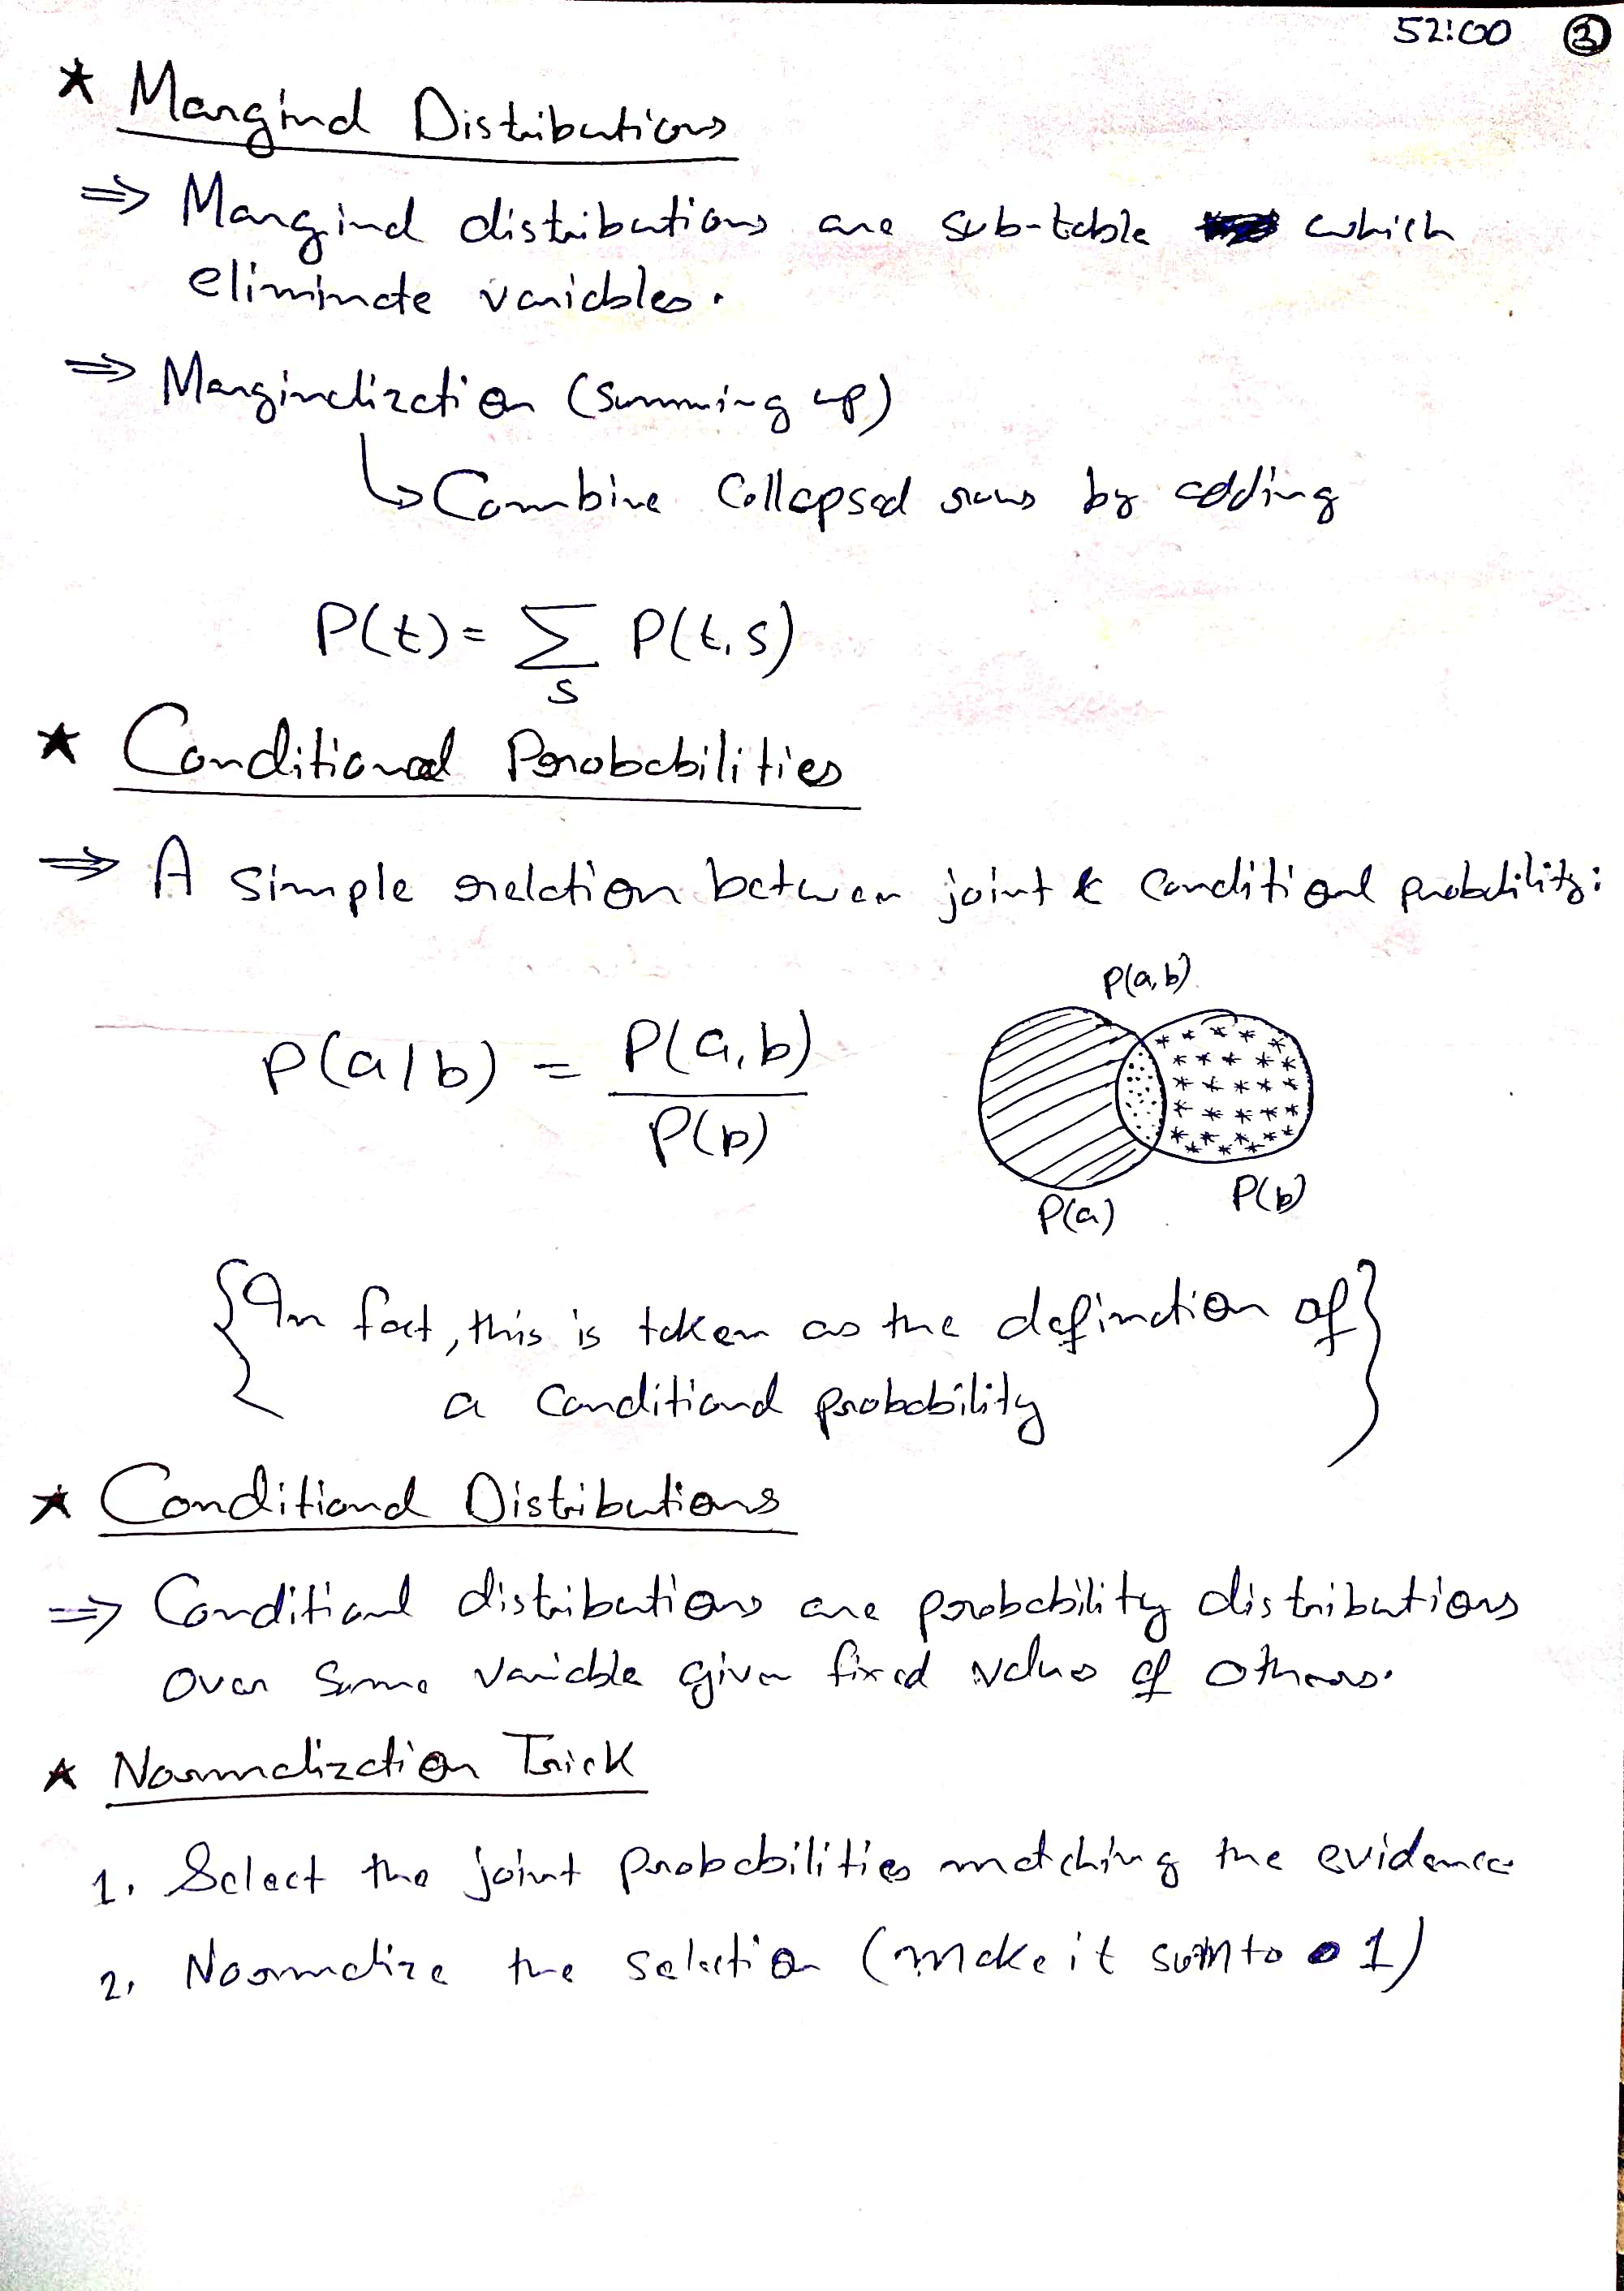 52:00 ③
* Marginal Distributions
⇒ Marginal distributions are sub-table which
eliminate variables.
⇒ Marginalization (summing up)
↳ Combine collapsed rows by adding
P(t) = ∑ P(t,s)
s
* Conditional Probabilities
⇒ A simple relation between joint & conditional probability:
P(a,b)
P(a|b) = P(a,b)
P(b)
P(a) P(b)
{In fact, this is taken as the defination of}
a conditional probability
* Conditional Distributions
⇒ Conditional distributions are probability distributions
over some variable given fixed values of others.
* Normalization Trick
1. Select the joint probabilities matching the evidence
2. Normalize the selection (make it sum to 1)